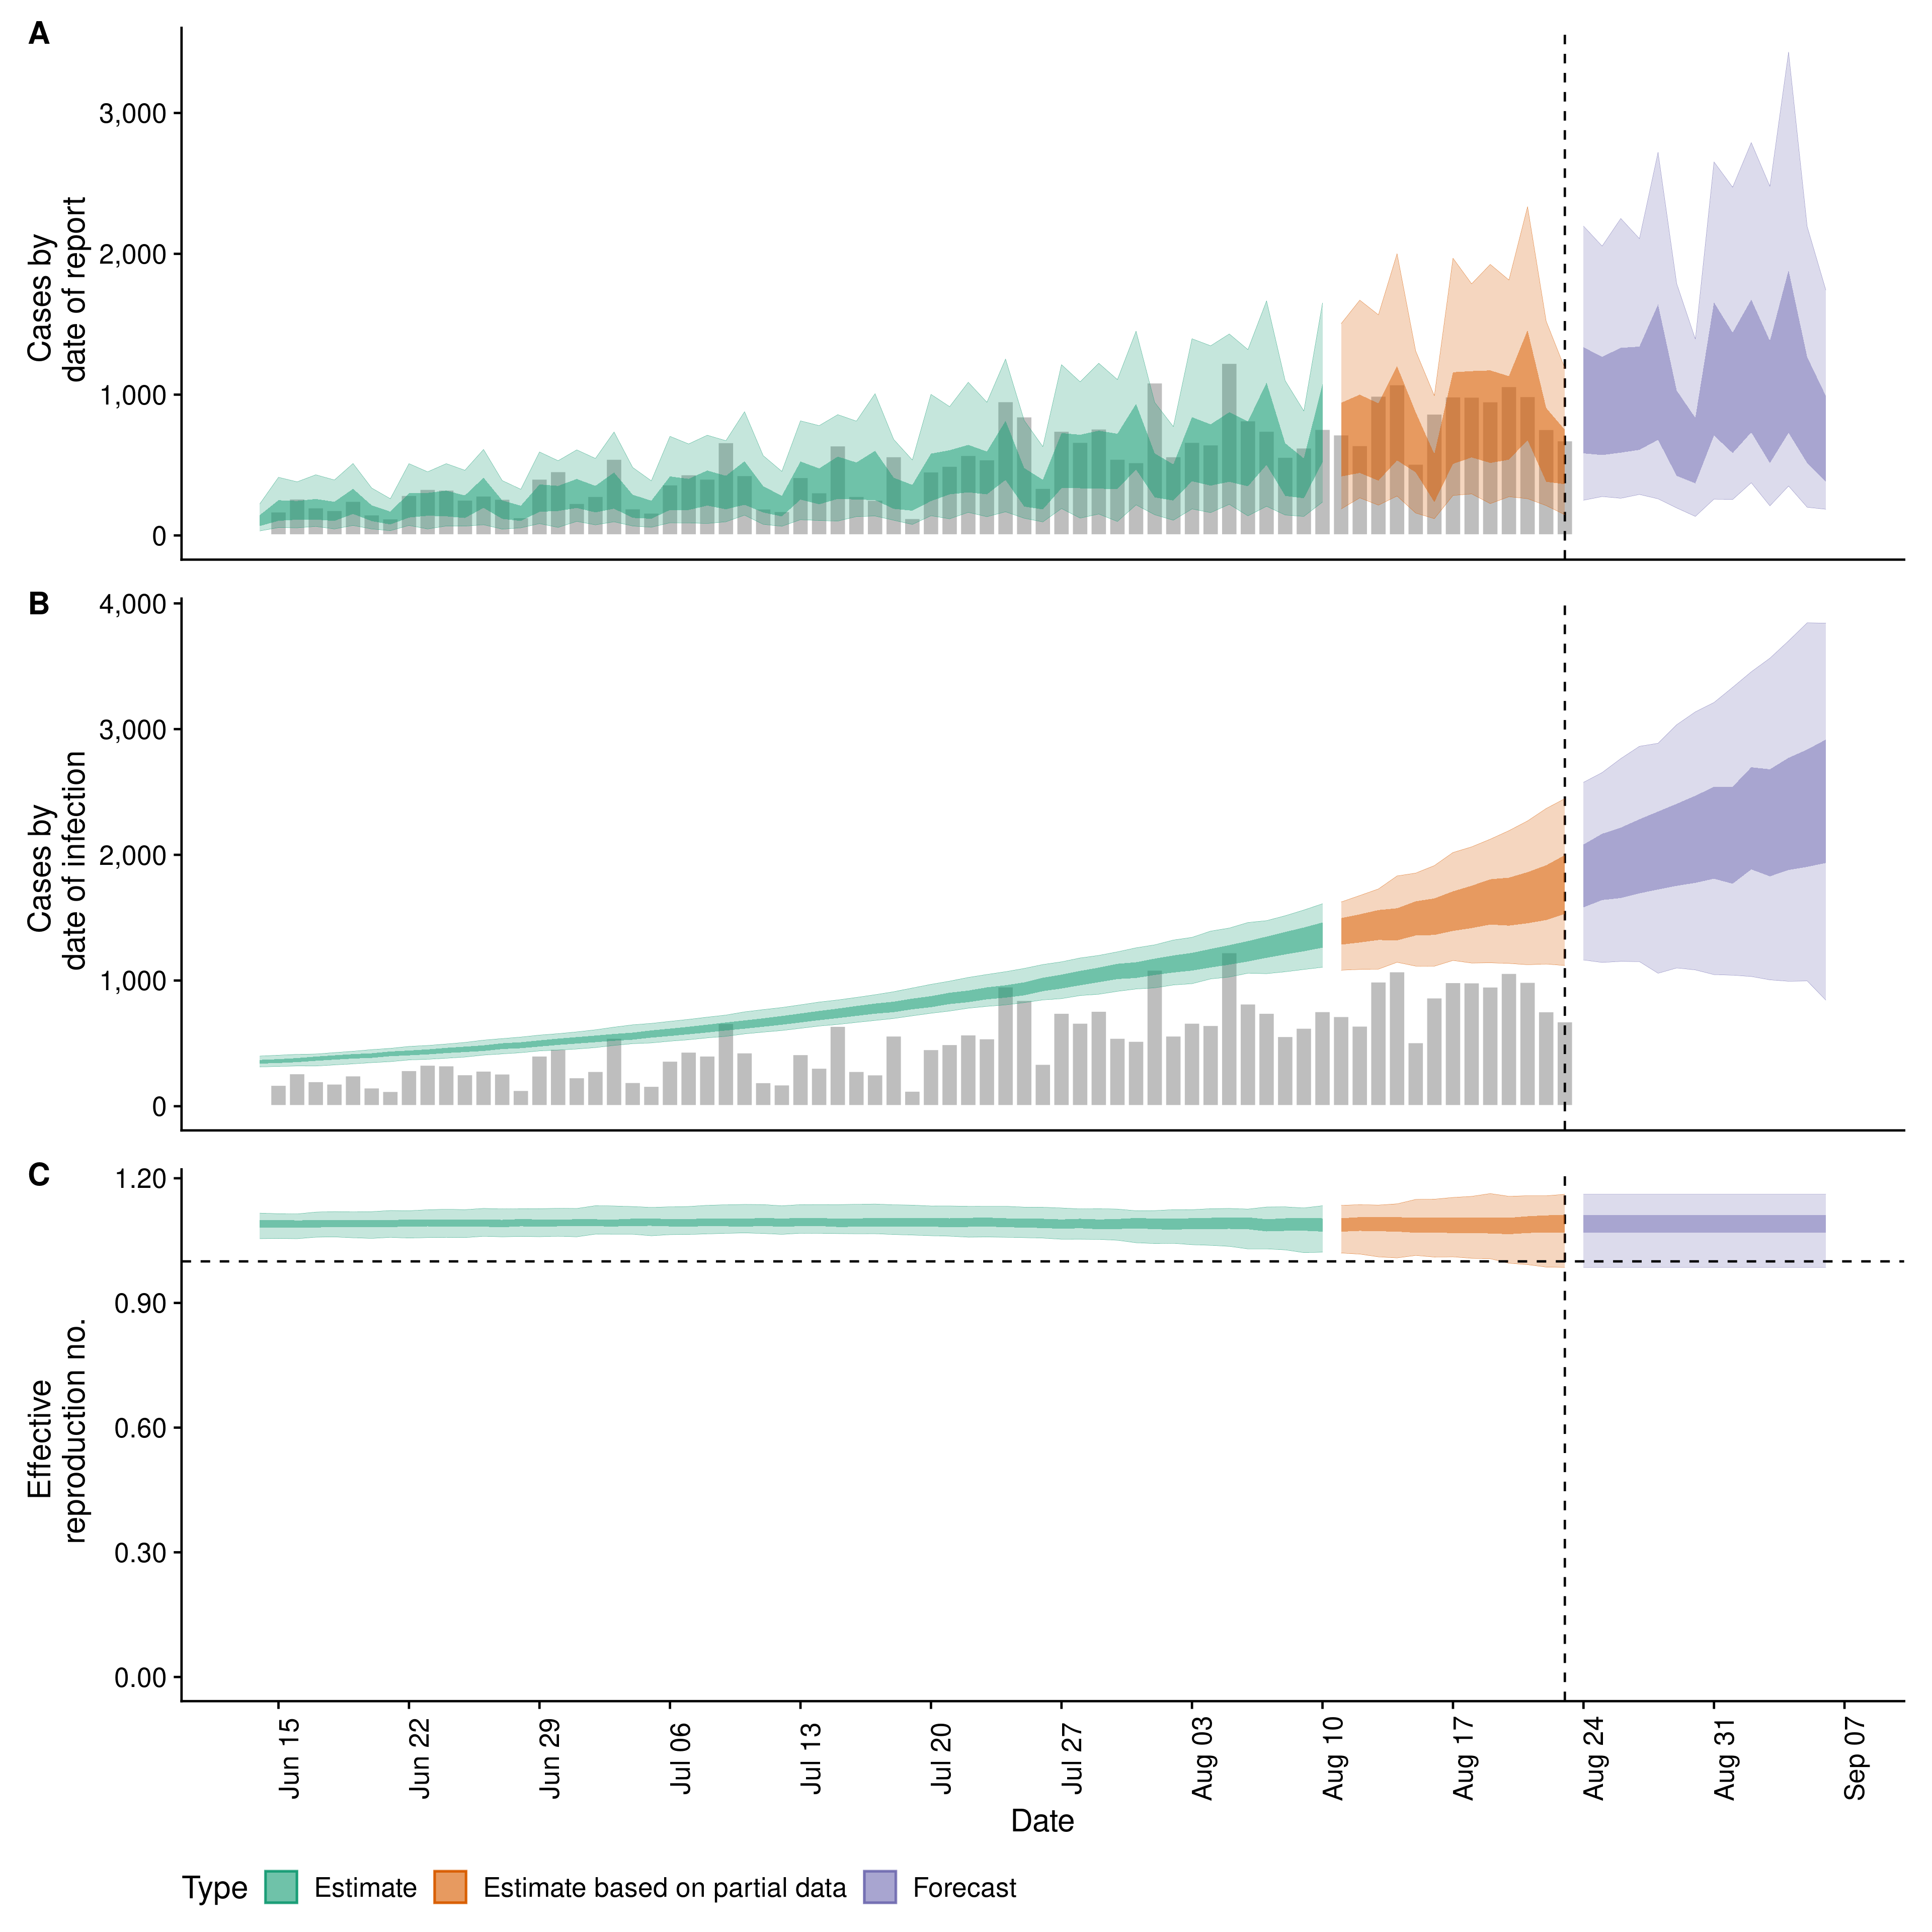 A
Cases by
date of report
3,000
2,000
1,000
0
B
Cases by
date of infection
4,000
3,000
2,000
1,000
0
C
Effective
reproduction no.
1.20
0.90
0.60
0.30
0.00
Jun 15
Jun 22
Jun 29
Jul 06
Jul 13
Jul 20
Jul 27
Aug 03
Aug 10
Aug 17
Aug 24
Aug 31
Sep 07
Date
Type Estimate Estimate based on partial data Forecast